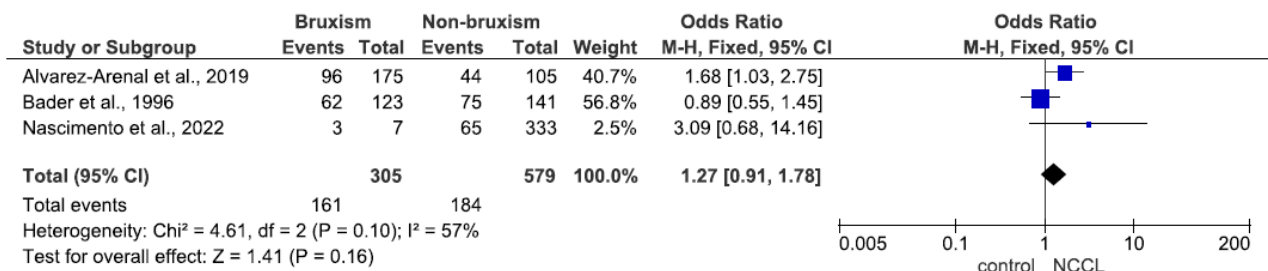 Bruxism Non-bruxism Odds Ratio Odds Ratio
Study or Subgroup Events Total Events Total Weight M-H, Fixed, 95% CI M-H, Fixed, 95% CI
Alvarez-Arenal et al., 2019 96 175 44 105 40.7% 1.68 [1.03, 2.75]
Bader et al., 1996 62 123 75 141 56.8% 0.89 [0.55, 1.45]
Nascimento et al., 2022 3 7 65 333 2.5% 3.09 [0.68, 14.16]
Total (95% CI) 305 579 100.0% 1.27 [0.91, 1.78]
Total events 161 184
Heterogeneity: Chi² = 4.61, df = 2 (P = 0.10); I² = 57%
Test for overall effect: Z = 1.41 (P = 0.16)
0.005 0.1 1 10 200
control NCCL